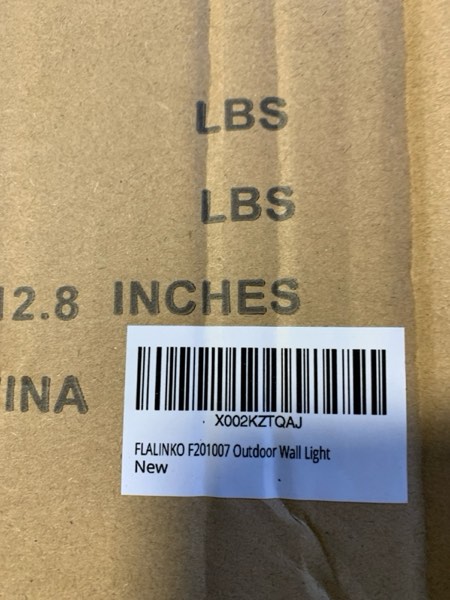 LBS
LBS
12.8 INCHES
INA
X002KZTQAJ
FLALINKO F201007 Outdoor Wall Light
New